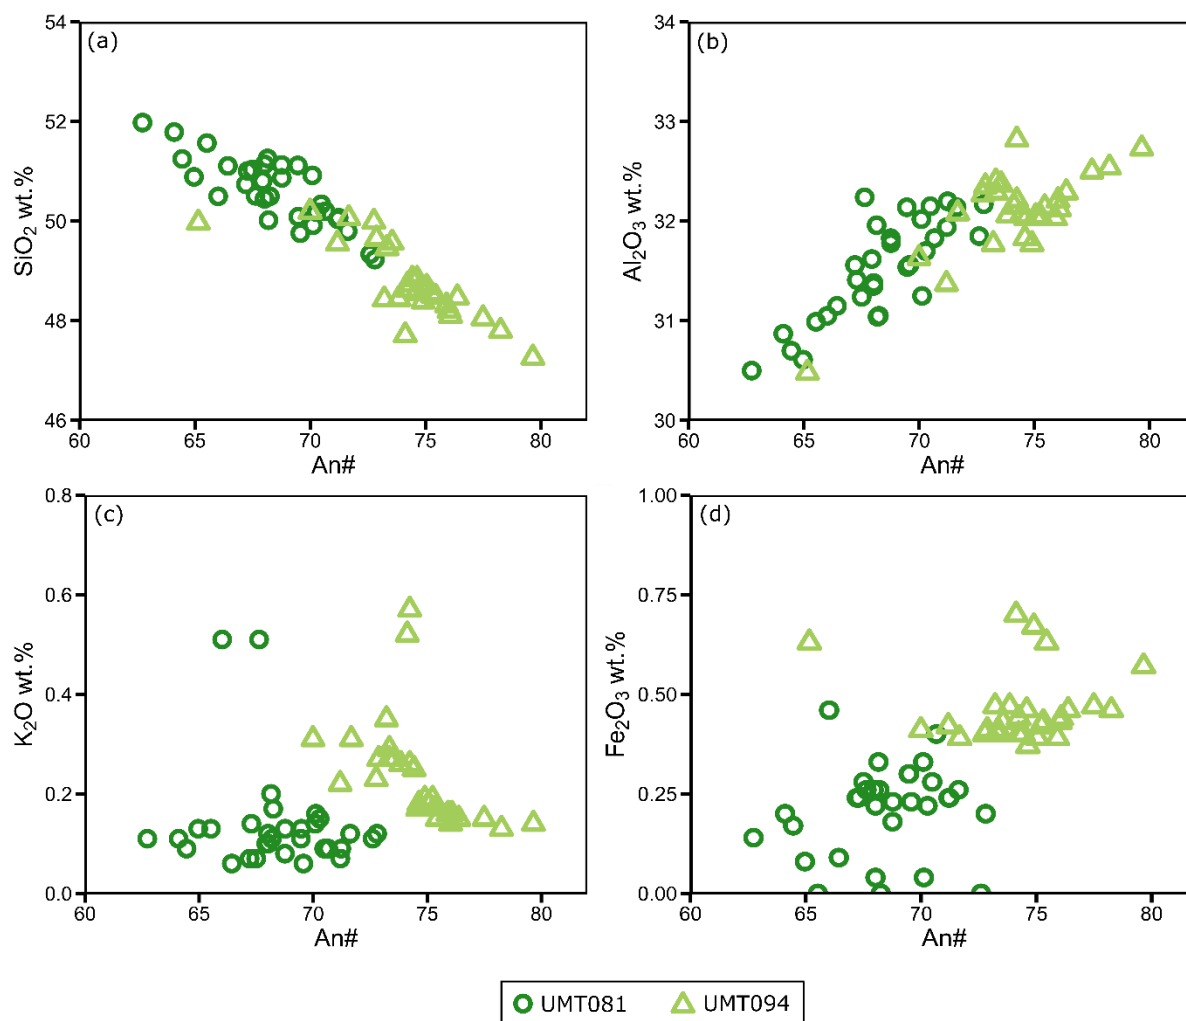 (a)
54
52
50
48
46
SiO₂ wt.%
60 65 70 75 80
An#
(b)
34
33
32
31
30
Al₂O₃ wt.%
60 65 70 75 80
An#
(c)
0.8
0.6
0.4
0.2
0.0
K₂O wt.%
60 65 70 75 80
An#
(d)
1.00
0.75
0.50
0.25
0.00
Fe₂O₃ wt.%
60 65 70 75 80
An#
UMT081 UMT094